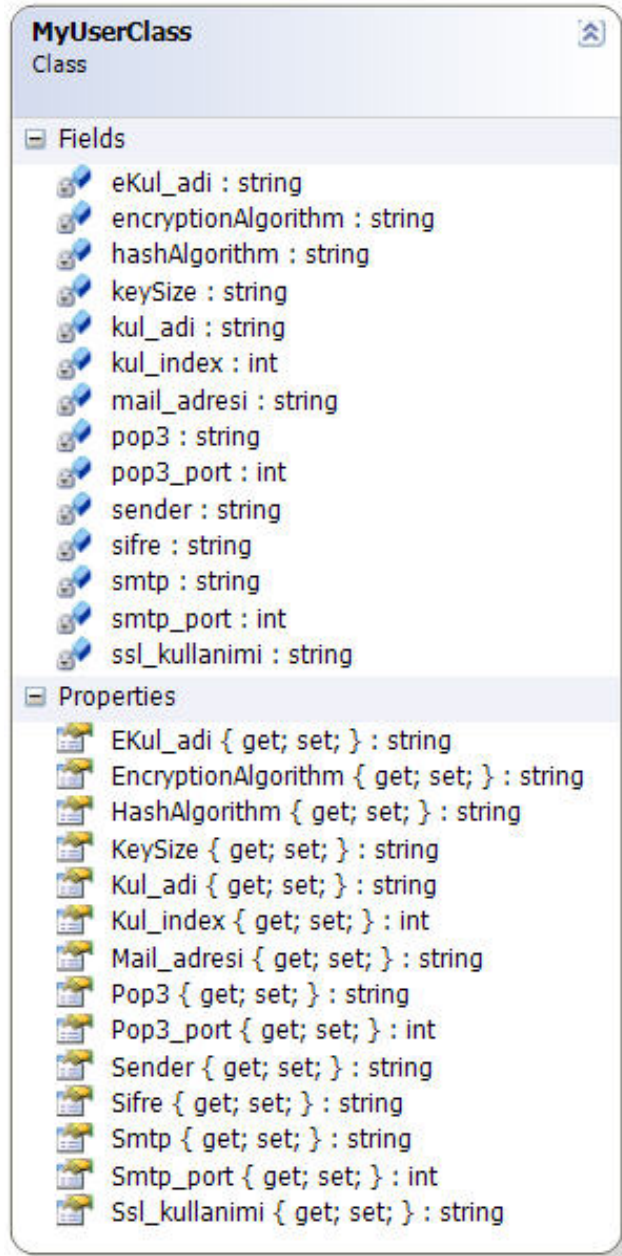 MyUserClass
Class
Fields
eKul_adi : string
encryptionAlgorithm : string
hashAlgorithm : string
keySize : string
kul_adi : string
kul_index : int
mail_adresi : string
pop3 : string
pop3_port : int
sender : string
sifre : string
smtp : string
smtp_port : int
ssl_kullanimi : string
Properties
EKul_adi { get; set; } : string
EncryptionAlgorithm { get; set; } : string
HashAlgorithm { get; set; } : string
KeySize { get; set; } : string
Kul_adi { get; set; } : string
Kul_index { get; set; } : int
Mail_adresi { get; set; } : string
Pop3 { get; set; } : string
Pop3_port { get; set; } : int
Sender { get; set; } : string
Sifre { get; set; } : string
Smtp { get; set; } : string
Smtp_port { get; set; } : int
Ssl_kullanimi { get; set; } : string